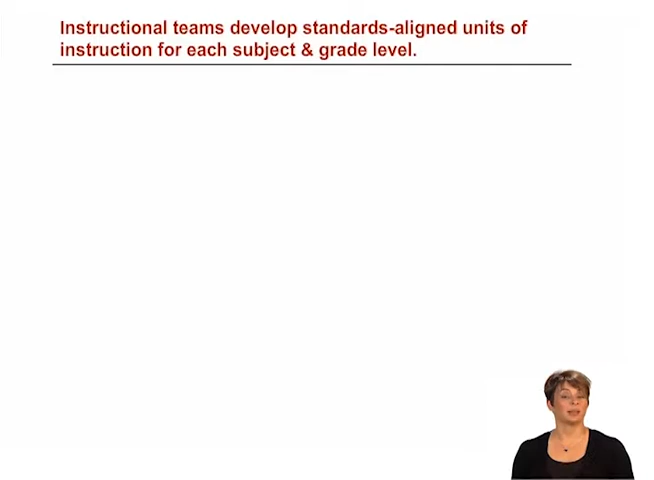 Instructional teams develop standards-aligned units of
instruction for each subject & grade level.